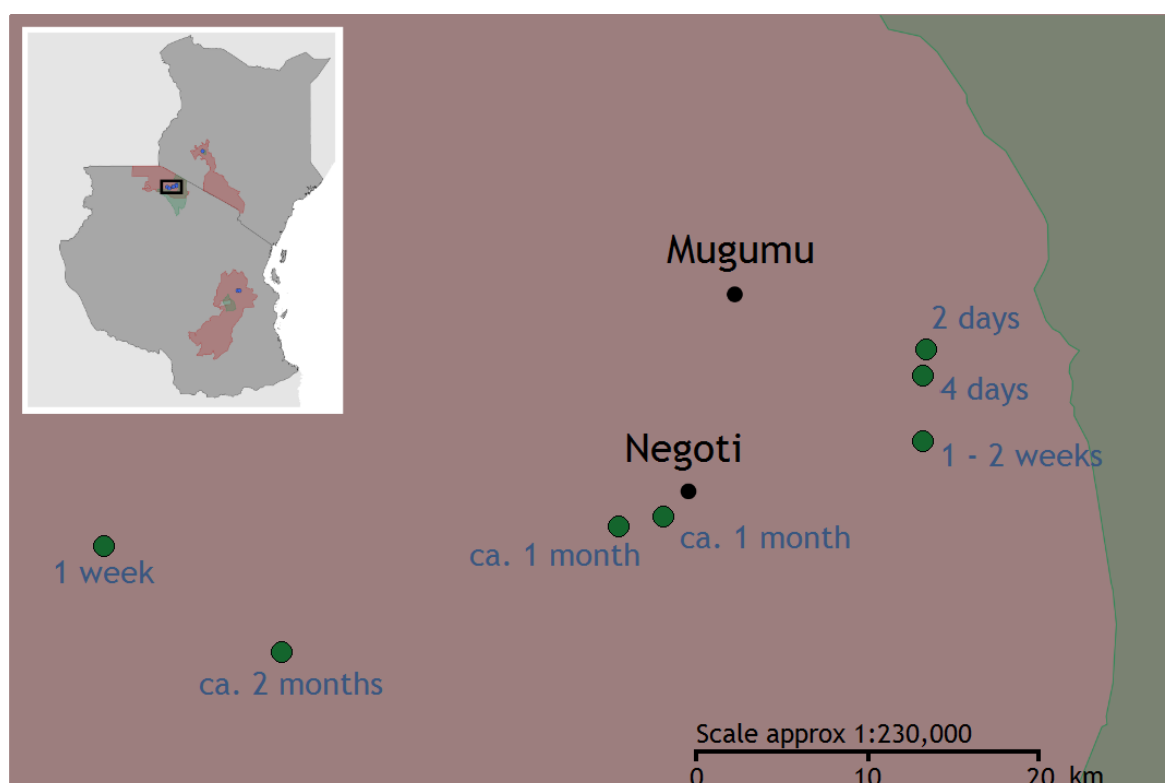 Mugumu
2 days
4 days
Negoti
1 - 2 weeks
ca. 1 month
ca. 1 month
1 week
ca. 2 months
Scale approx 1:230,000
0 10 20 km